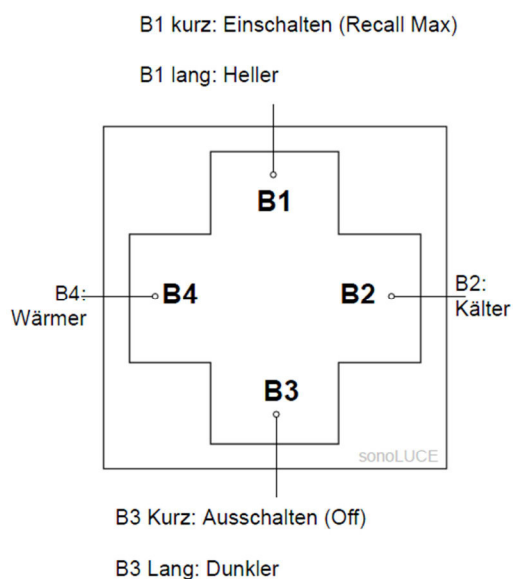 B1 kurz: Einschalten (Recall Max)
B1 lang: Heller
B1
B4:
Wärmer
B4
B2
B2:
Kälter
B3
sonoLUCE
B3 Kurz: Ausschalten (Off)
B3 Lang: Dunkler